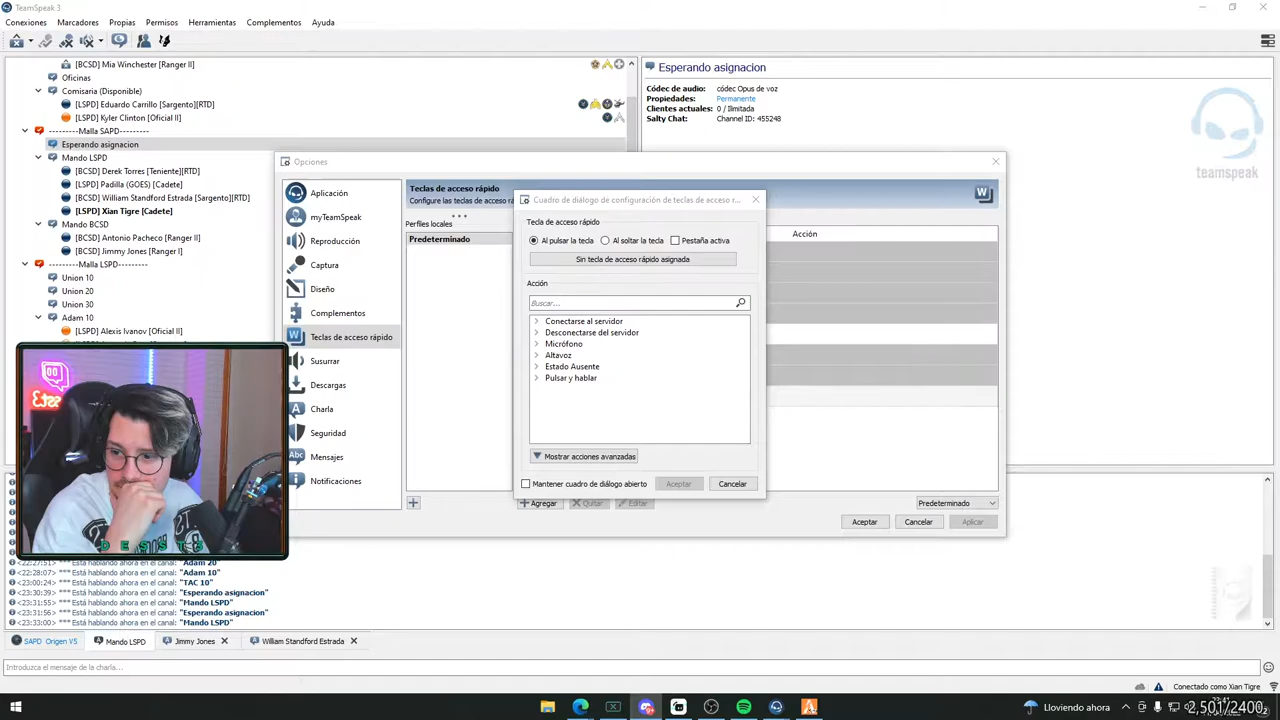 TeamSpeak 3
Conexiones Marcadores Propias Permisos Herramientas Complementos Ayuda
[BCSD] Mia Winchester [Ranger II]
Oficinas
Comisaria (Disponible)
[LSPD] Eduardo Carrillo [Sargento][RTD]
[LSPD] Kyler Clinton [Oficial II]
---------Malla SAPD---------
Esperando asignacion
Mando LSPD
[BCSD] Derek Torres [Teniente][RTD]
[LSPD] Padilla (GOES) [Cadete]
[BCSD] William Standford Estrada [Sargento][RTD]
[LSPD] Xian Tigre [Cadete]
Mando BCSD
[BCSD] Antonio Pacheco [Ranger II]
[BCSD] Jimmy Jones [Ranger I]
---------Malla LSPD---------
Union 10
Union 20
Union 30
Adam 10
[LSPD] Alexis Ivanov [Oficial II]
Esperando asignacion
Códec de audio: códec Opus de voz
Propiedades: Permanente
Clientes actuales: 0 / Ilimitada
Salty Chat: Channel ID: 455248
teamspeak
Opciones
Aplicación
myTeamSpeak
Reproducción
Captura
Diseño
Complementos
Teclas de acceso rápido
Susurrar
Descargas
Charla
Seguridad
Mensajes
Notificaciones
Teclas de acceso rápido
Configure las teclas de acceso rá
Perfiles locales
Predeterminado
Acción
Cuadro de diálogo de configuración de teclas de acceso r...
Tecla de acceso rápido
Al pulsar la tecla Al soltar la tecla Pestaña activa
Sin tecla de acceso rápido asignada
Acción
Buscar...
Conectarse al servidor
Desconectarse del servidor
Micrófono
Altavoz
Estado Ausente
Pulsar y hablar
Mostrar acciones avanzadas
Mantener cuadro de diálogo abierto Aceptar Cancelar
Agregar Quitar Editar Predeterminado
Aceptar Cancelar Aplicar
<22:27:51> *** Está hablando ahora en el canal: "Adam 20"
<22:28:07> *** Está hablando ahora en el canal: "Adam 10"
<23:00:24> *** Está hablando ahora en el canal: "TAC 10"
<23:30:39> *** Está hablando ahora en el canal: "Esperando asignacion"
<23:31:55> *** Está hablando ahora en el canal: "Mando LSPD"
<23:31:56> *** Está hablando ahora en el canal: "Esperando asignacion"
<23:33:00> *** Está hablando ahora en el canal: "Mando LSPD"
SAPD Origen V5 Mando LSPD Jimmy Jones William Standford Estrada
Introduzca el mensaje de la charla...
Conectado como Xian Tigre
Lloviendo ahora
2,501/2400